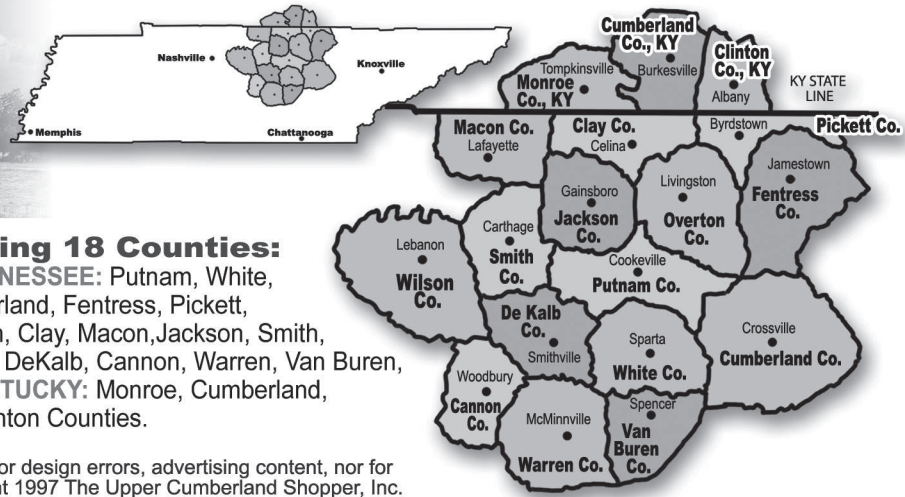 Nashville
Knoxville
Memphis
Chattanooga
Cumberland
Co., KY
Burkesville
Clinton
Co., KY
Albany
Tompkinsville
Monroe
Co., KY
KY STATE
LINE
Macon Co.
Lafayette
Clay Co.
Celina
Byrdstown
Pickett Co.
Jamestown
Fentress
Co.
Gainsboro
Jackson
Co.
Livingston
Overton
Co.
Carthage
Smith
Co.
Lebanon
Wilson
Co.
Cookeville
Putnam Co.
De Kalb
Co.
Smithville
Sparta
White Co.
Crossville
Cumberland Co.
Woodbury
Cannon
Co.
McMinnville
Warren Co.
Spencer
Van
Buren
Co.
ing 18 Counties:
NESSEE: Putnam, White,
rland, Fentress, Pickett,
n, Clay, Macon,Jackson, Smith,
DeKalb, Cannon, Warren, Van Buren,
TUCKY: Monroe, Cumberland,
nton Counties.
or design errors, advertising content, nor for
nt 1997 The Upper Cumberland Shopper, Inc.